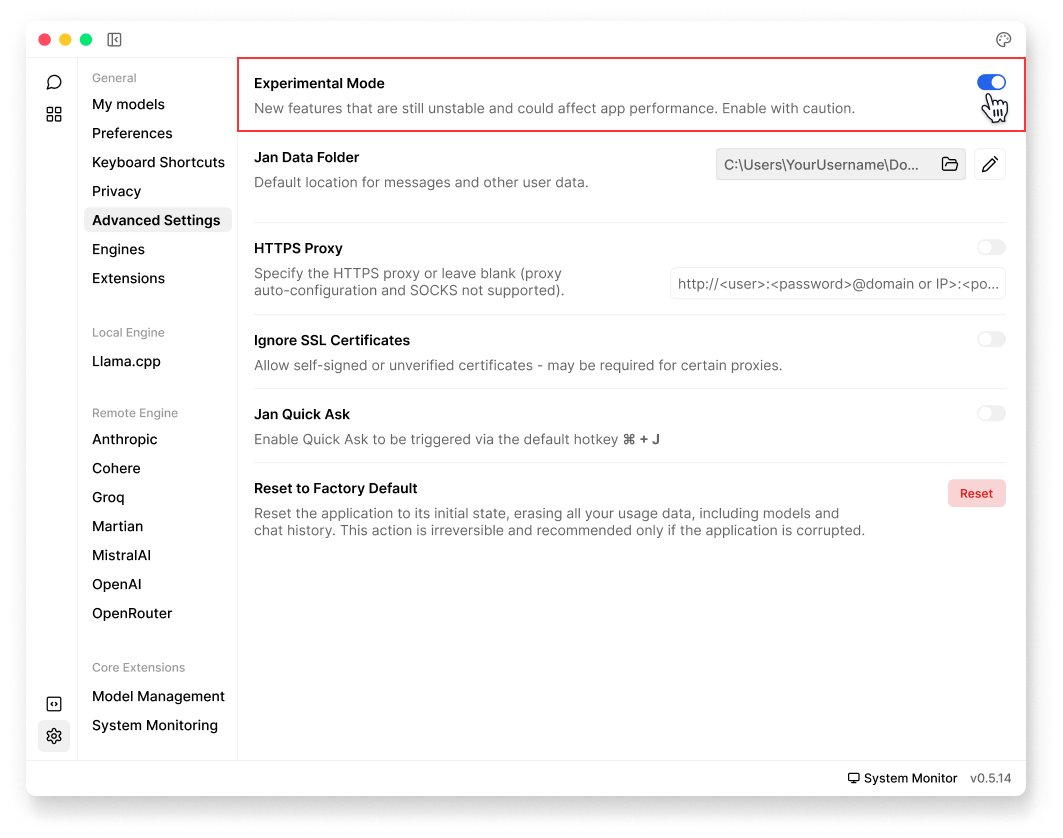 General
My models
Preferences
Keyboard Shortcuts
Privacy
Advanced Settings
Engines
Extensions
Local Engine
Llama.cpp
Remote Engine
Anthropic
Cohere
Groq
Martian
MistralAI
OpenAI
OpenRouter
Core Extensions
Model Management
System Monitoring
Experimental Mode
New features that are still unstable and could affect app performance. Enable with caution.
Jan Data Folder
Default location for messages and other user data.
C:\Users\YourUsername\Do...
HTTPS Proxy
Specify the HTTPS proxy or leave blank (proxy
auto-configuration and SOCKS not supported).
http://<user>:<password>@domain or IP>:<po...
Ignore SSL Certificates
Allow self-signed or unverified certificates - may be required for certain proxies.
Jan Quick Ask
Enable Quick Ask to be triggered via the default hotkey ⌘ + J
Reset to Factory Default
Reset the application to its initial state, erasing all your usage data, including models and
chat history. This action is irreversible and recommended only if the application is corrupted.
Reset
System Monitor v0.5.14